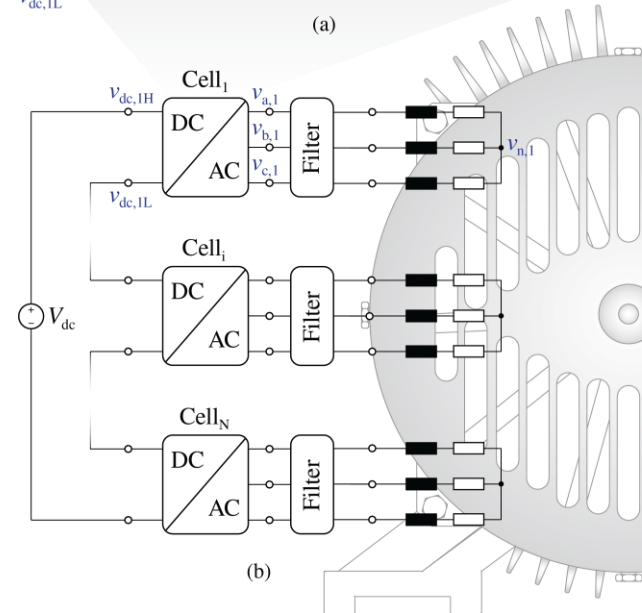 v_dc,1L
(a)
Cell_1
v_dc,1H
DC
AC
v_a,1
v_b,1
v_c,1
Filter
v_n,1
v_dc,1L
Cell_i
DC
AC
Filter
+
−
V_dc
Cell_N
DC
AC
Filter
(b)